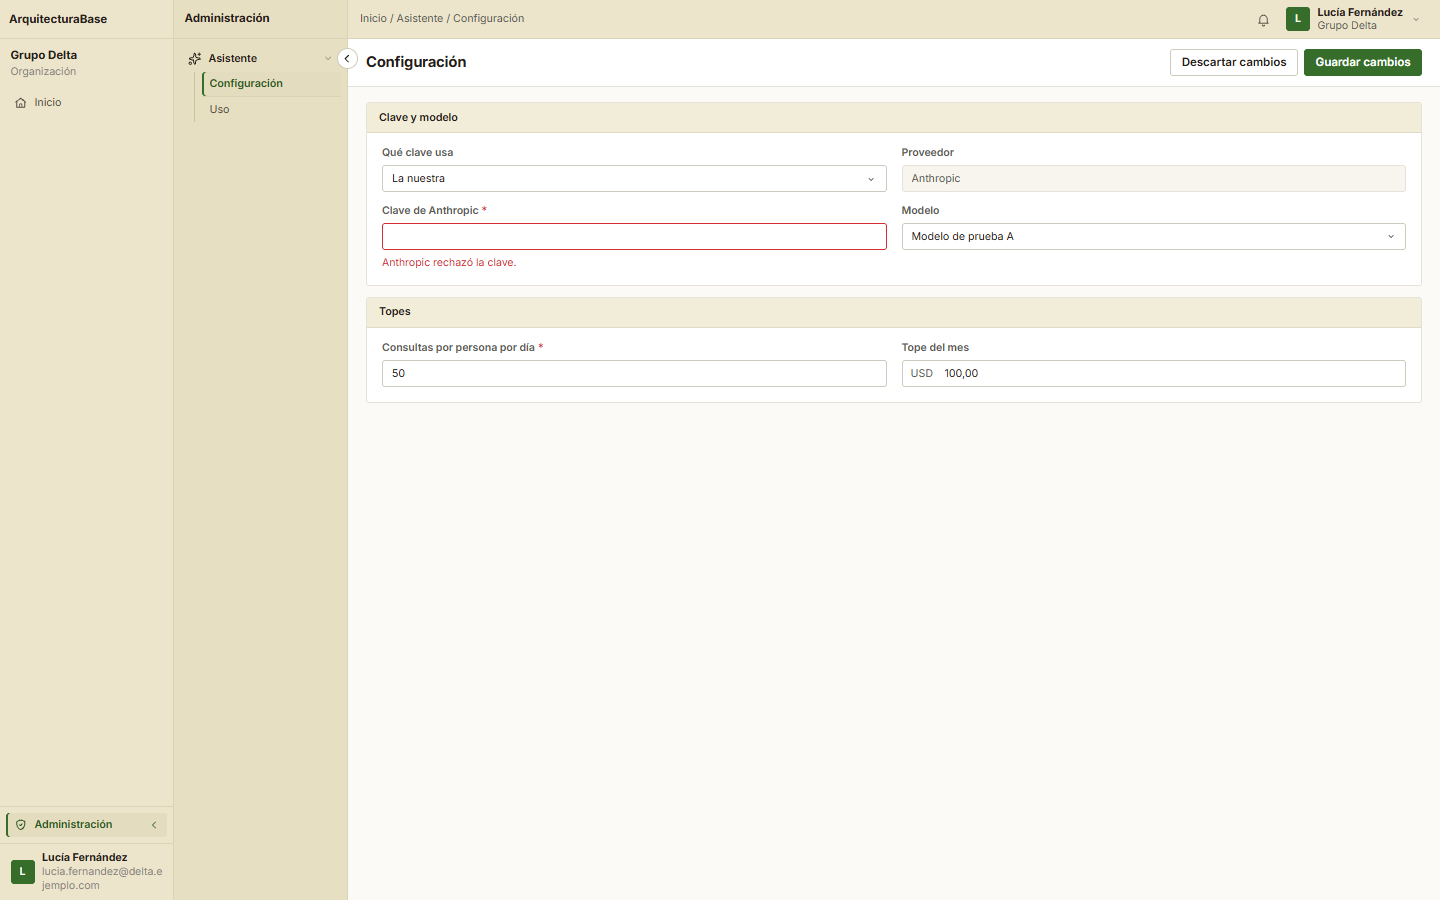 ArquitecturaBase
Grupo Delta
Organización
Inicio
Administración
Lucía Fernández
lucia.fernandez@delta.e
jemplo.com
L
Administración
Asistente
Configuración
Uso
Inicio / Asistente / Configuración
L
Lucía Fernández
Grupo Delta
Configuración
Descartar cambios
Guardar cambios
Clave y modelo
Qué clave usa
La nuestra
Proveedor
Anthropic
Clave de Anthropic *
Anthropic rechazó la clave.
Modelo
Modelo de prueba A
Topes
Consultas por persona por día *
50
Tope del mes
USD 100,00